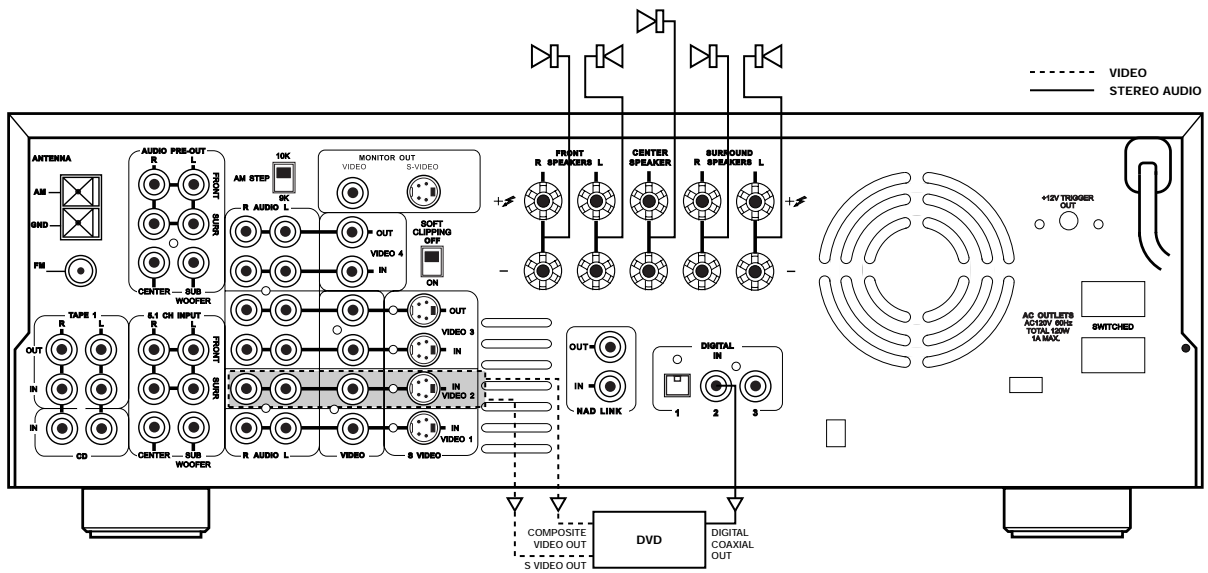 VIDEO
STEREO AUDIO
ANTENNA
AM
GND
FM
AUDIO PRE-OUT
R L
FRONT
SURR
CENTER SUB WOOFER
10K
AM STEP
9K
MONITOR OUT
VIDEO S-VIDEO
R AUDIO L
OUT
VIDEO 4
IN
SOFT
CLIPPING
OFF
ON
OUT
VIDEO 3
IN
IN
VIDEO 2
IN
VIDEO 1
R AUDIO L VIDEO S VIDEO
TAPE 1
R L
OUT
IN
IN
CD
5.1 CH INPUT
R L
FRONT
SURR
CENTER SUB WOOFER
FRONT
R SPEAKERS L
CENTER
SPEAKER
SURROUND
R SPEAKERS L
+ +
– –
OUT
IN
NAD LINK
DIGITAL
IN
1 2 3
+12V TRIGGER
OUT
AC OUTLETS
AC120V 60Hz
TOTAL 120W
1A MAX.
SWITCHED
COMPOSITE
VIDEO OUT
S VIDEO OUT
DVD
DIGITAL
COAXIAL
OUT